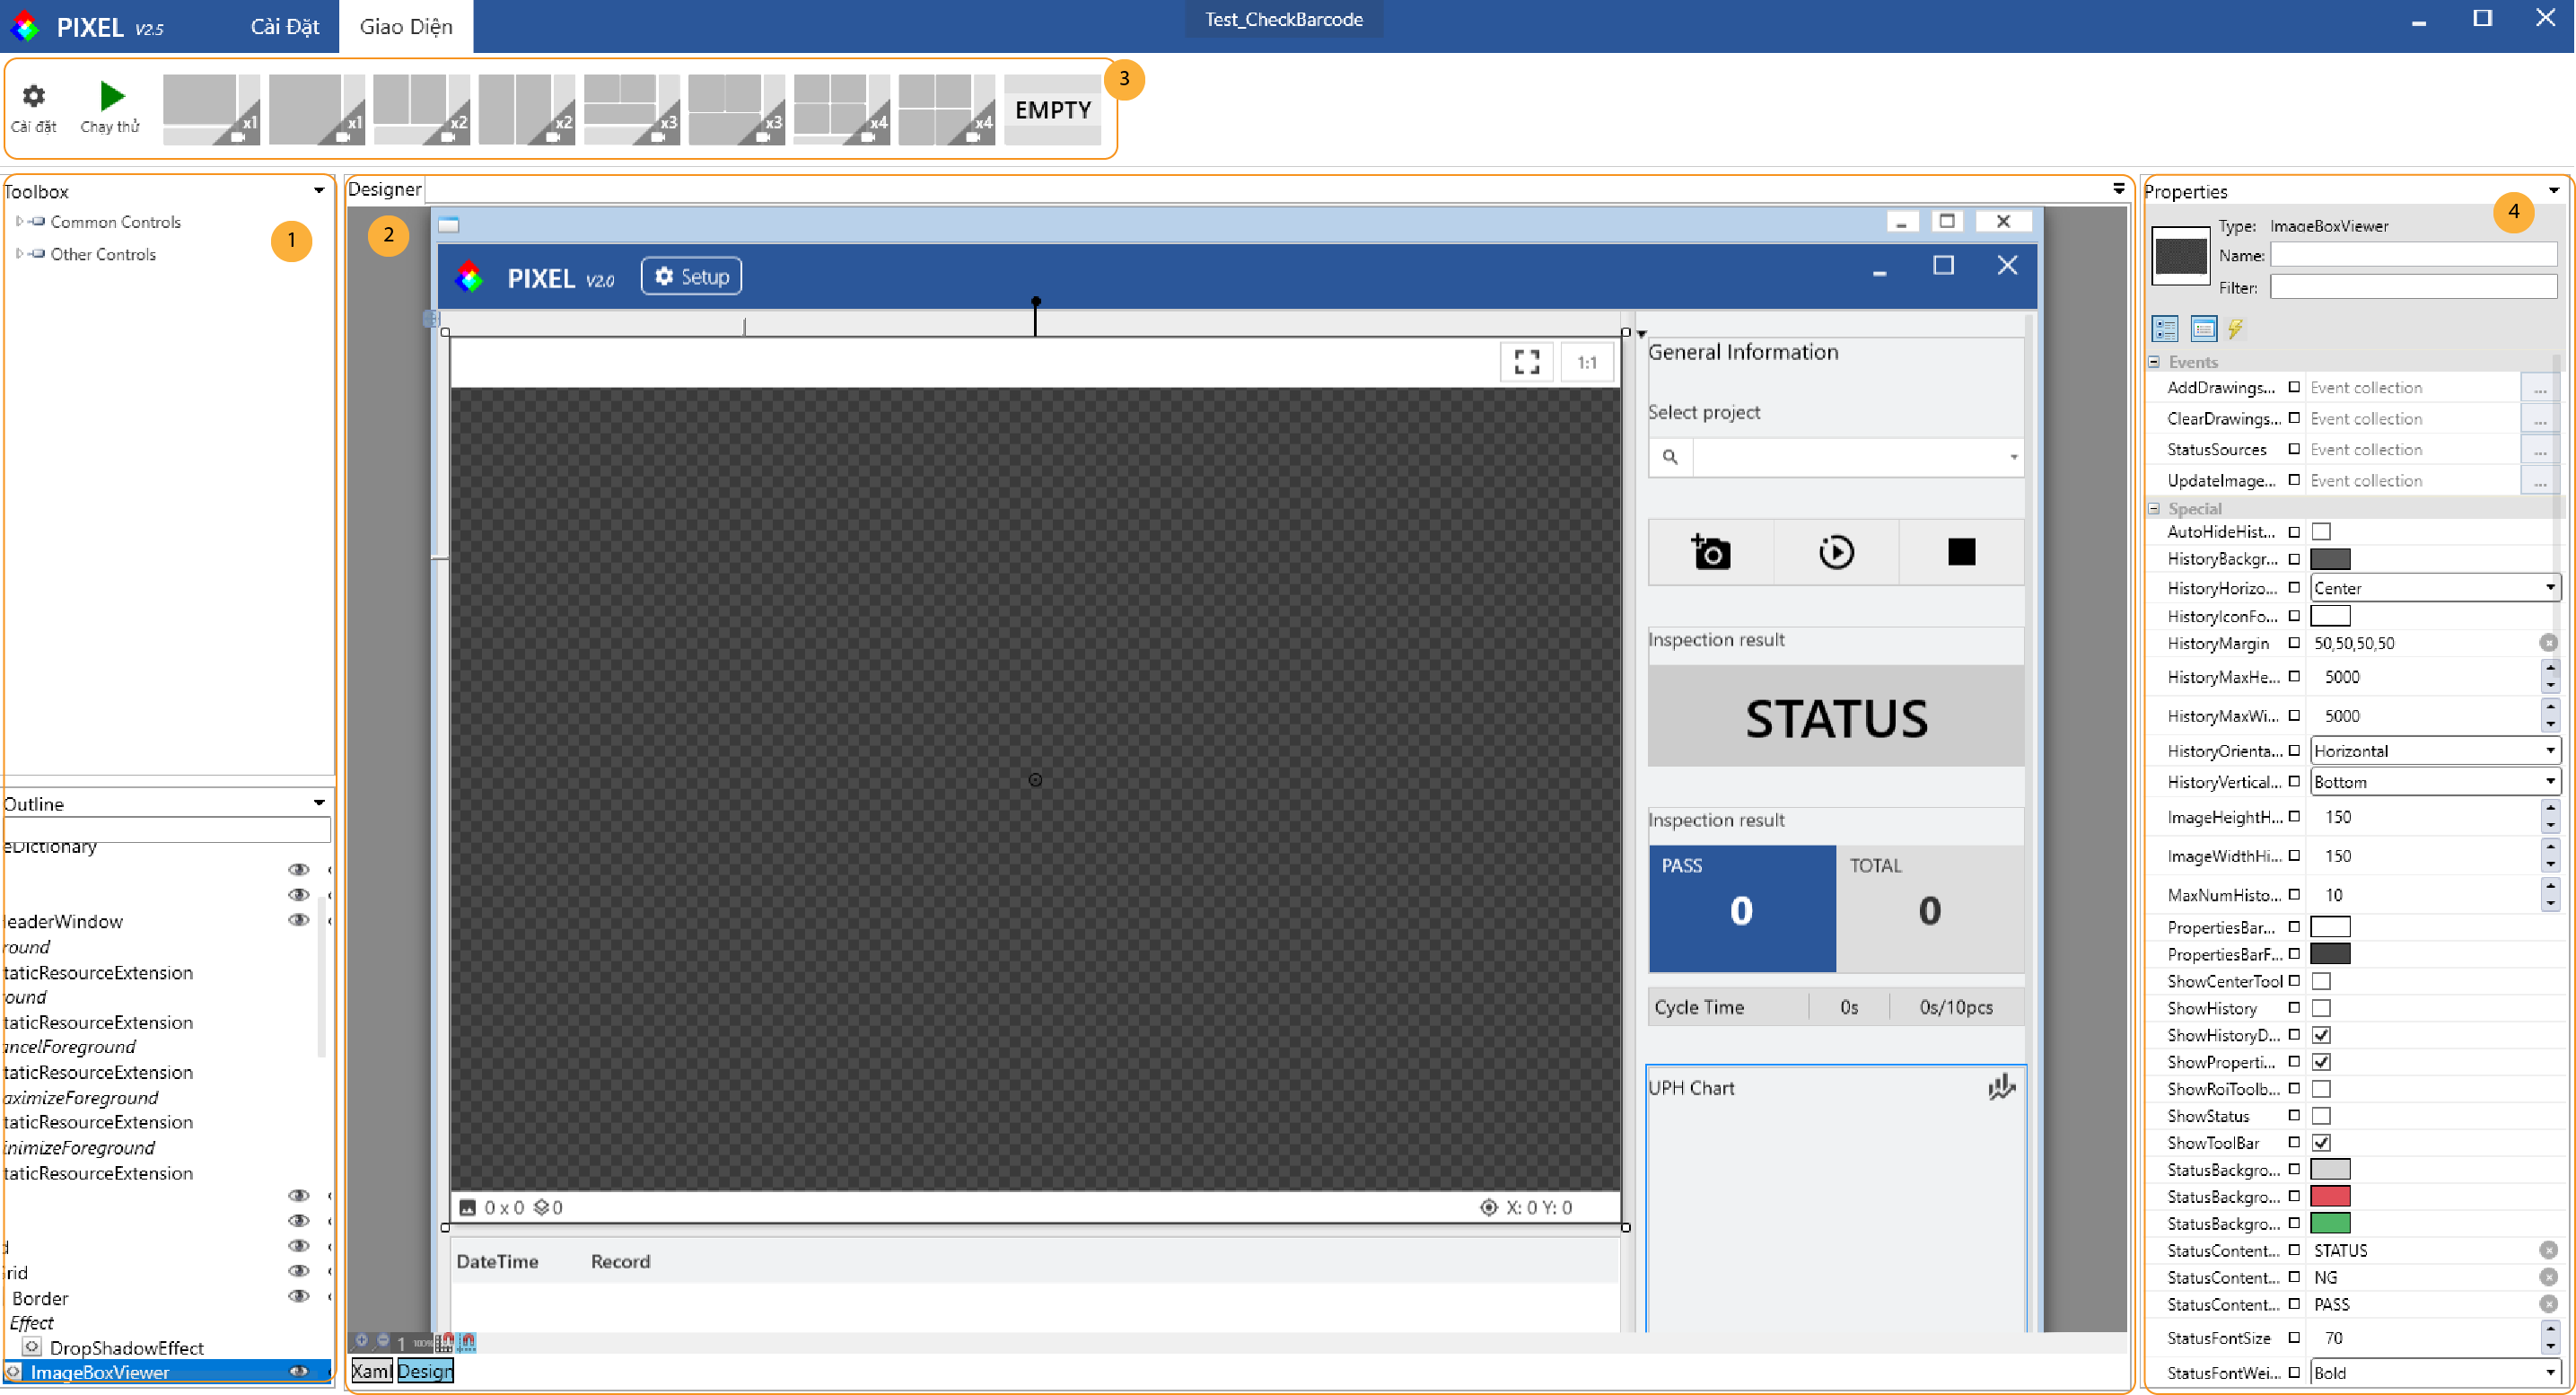 PIXEL V2.5
Cài Đặt
Giao Diện
Test_CheckBarcode
Cài đặt
Chạy thử
x1
x1
x2
x2
x3
x3
x4
x4
EMPTY
3
Toolbox
Common Controls
Other Controls
1
Outline
eDictionary
HeaderWindow
round
taticResourceExtension
ound
taticResourceExtension
ancelForeground
taticResourceExtension
aximizeForeground
taticResourceExtension
inimizeForeground
taticResourceExtension
d
Grid
Border
Effect
DropShadowEffect
ImageBoxViewer
Designer
2
PIXEL V2.0
Setup
1:1
0 x 0
0
X: 0 Y: 0
DateTime Record
General Information
Select project
Inspection result
STATUS
Inspection result
PASS
0
TOTAL
0
Cycle Time 0s 0s/10pcs
UPH Chart
1 100%
Xaml Design
Properties
4
Type: ImageBoxViewer
Name:
Filter:
Events
AddDrawings... Event collection ...
ClearDrawings... Event collection ...
StatusSources Event collection ...
UpdateImage... Event collection ...
Special
AutoHideHist...
HistoryBackgr...
HistoryHorizo... Center
HistoryIconFo...
HistoryMargin 50,50,50,50
HistoryMaxHe... 5000
HistoryMaxWi... 5000
HistoryOrienta... Horizontal
HistoryVertical... Bottom
ImageHeightH... 150
ImageWidthHi... 150
MaxNumHisto... 10
PropertiesBar...
PropertiesBarF...
ShowCenterTool
ShowHistory
ShowHistoryD...
ShowProperti...
ShowRoiToolb...
ShowStatus
ShowToolBar
StatusBackgro...
StatusBackgro...
StatusBackgro...
StatusContent... STATUS
StatusContent... NG
StatusContent... PASS
StatusFontSize 70
StatusFontWei... Bold